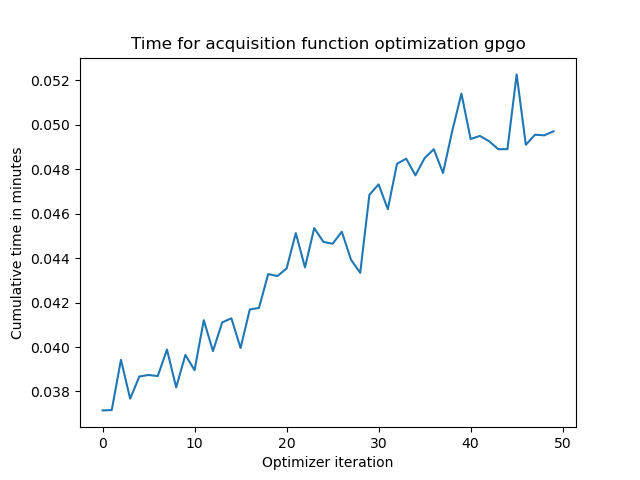 Time for acquisition function optimization gpgo
Cumulative time in minutes
0.052
0.050
0.048
0.046
0.044
0.042
0.040
0.038
0 10 20 30 40 50
Optimizer iteration